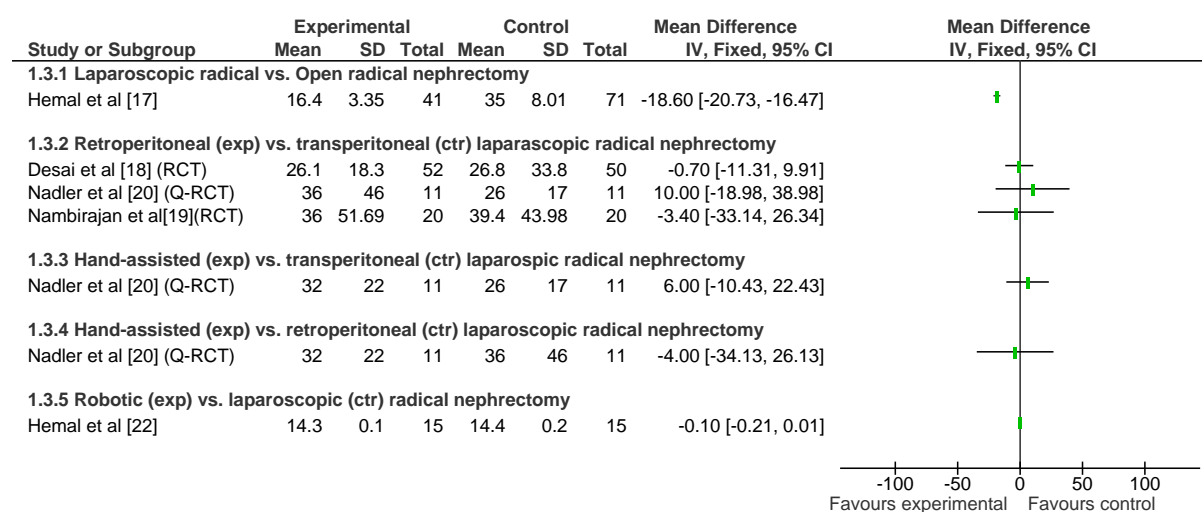 Experimental Control Mean Difference Mean Difference
Study or Subgroup Mean SD Total Mean SD Total IV, Fixed, 95% CI IV, Fixed, 95% CI
1.3.1 Laparoscopic radical vs. Open radical nephrectomy
Hemal et al [17] 16.4 3.35 41 35 8.01 71 -18.60 [-20.73, -16.47]
1.3.2 Retroperitoneal (exp) vs. transperitoneal (ctr) laparascopic radical nephrectomy
Desai et al [18] (RCT) 26.1 18.3 52 26.8 33.8 50 -0.70 [-11.31, 9.91]
Nadler et al [20] (Q-RCT) 36 46 11 26 17 11 10.00 [-18.98, 38.98]
Nambirajan et al[19](RCT) 36 51.69 20 39.4 43.98 20 -3.40 [-33.14, 26.34]
1.3.3 Hand-assisted (exp) vs. transperitoneal (ctr) laparospic radical nephrectomy
Nadler et al [20] (Q-RCT) 32 22 11 26 17 11 6.00 [-10.43, 22.43]
1.3.4 Hand-assisted (exp) vs. retroperitoneal (ctr) laparoscopic radical nephrectomy
Nadler et al [20] (Q-RCT) 32 22 11 36 46 11 -4.00 [-34.13, 26.13]
1.3.5 Robotic (exp) vs. laparoscopic (ctr) radical nephrectomy
Hemal et al [22] 14.3 0.1 15 14.4 0.2 15 -0.10 [-0.21, 0.01]
-100 -50 0 50 100
Favours experimental Favours control